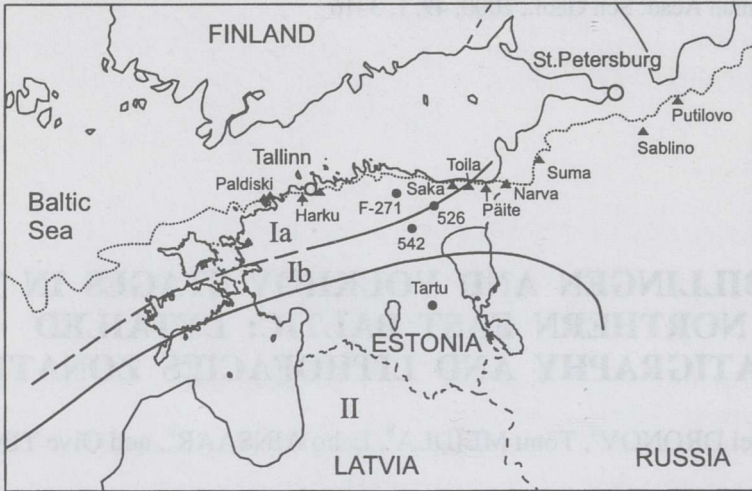 FINLAND
St.Petersburg
Putilovo
Sablino
Suma
Tallinn
Toila
Paldiski
Saka
Narva
Harku
F-271
Päite
526
Baltic
Sea
Ia
542
Ib
Tartu
ESTONIA
II
LATVIA
RUSSIA